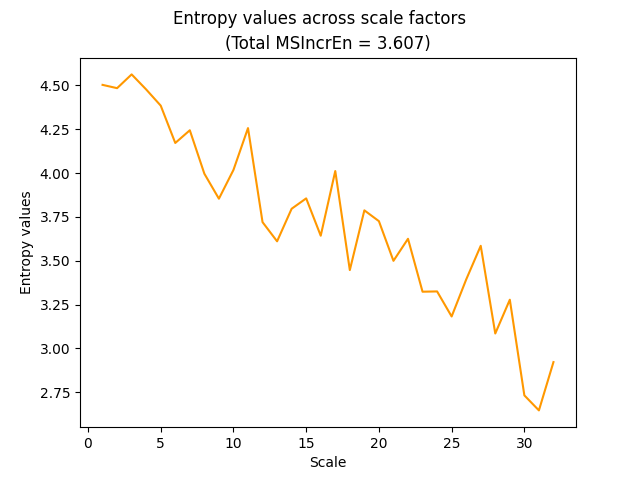 Entropy values across scale factors
(Total MSIncrEn = 3.607)
4.50
4.25
4.00
3.75
3.50
3.25
3.00
2.75
Entropy values
0 5 10 15 20 25 30
Scale